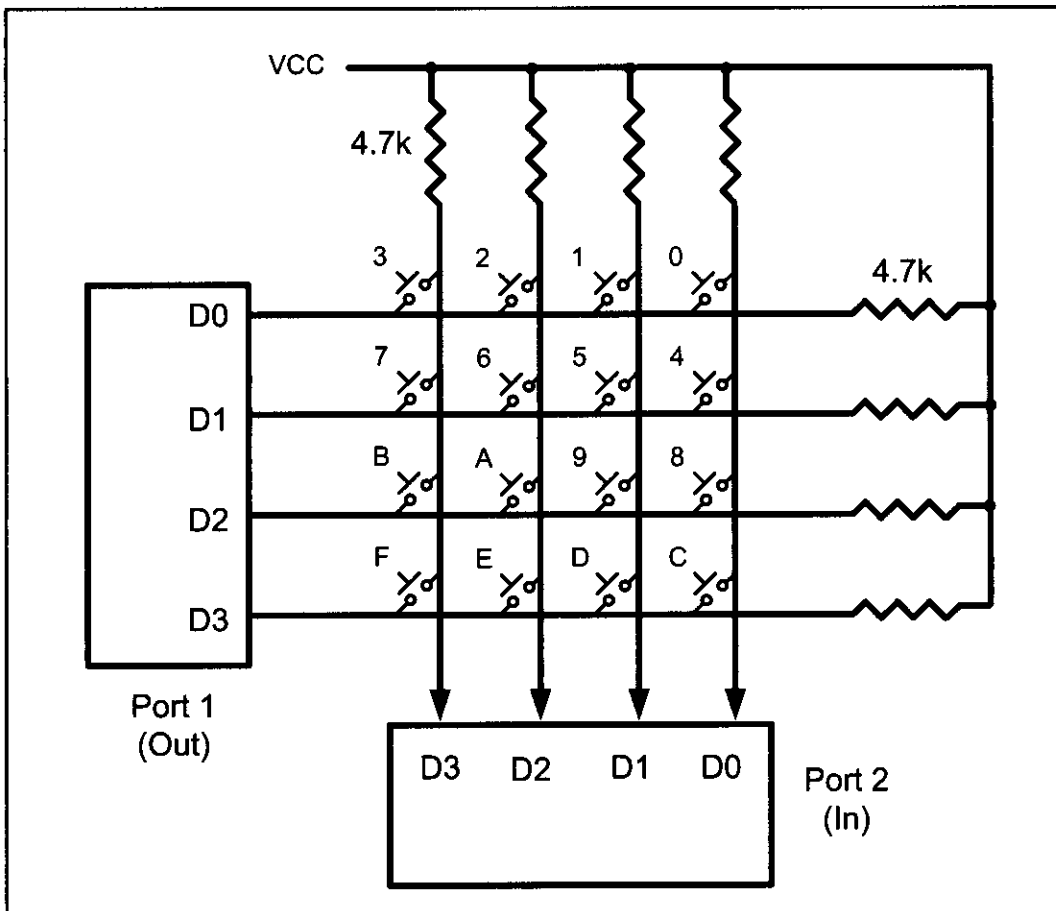 VCC
4.7k
3 2 1 0
4.7k
D0
7 6 5 4
D1
B A 9 8
D2
F E D C
D3
Port 1
(Out)
D3 D2 D1 D0
Port 2
(In)